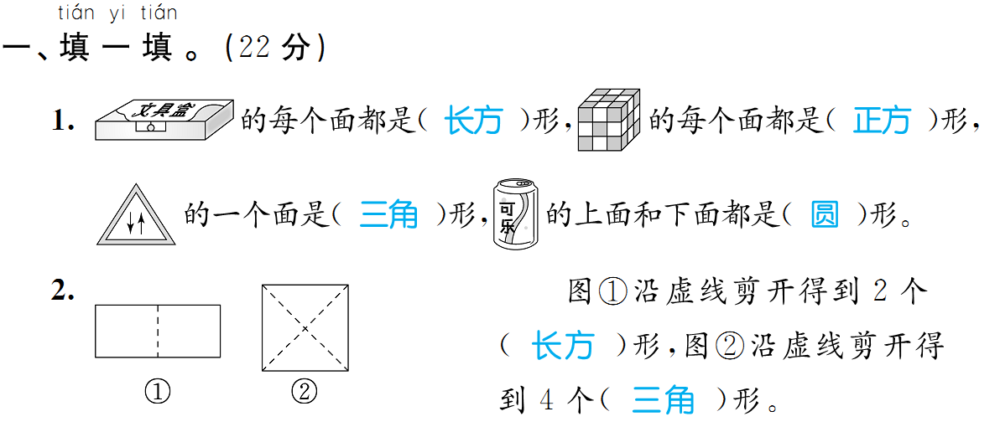 tián yi tián
一、填一填。(22分)
1. 文具盒 的每个面都是( 长方 )形, 的每个面都是( 正方 )形,
的一个面是( 三角 )形, 可乐 的上面和下面都是( 圆 )形。
2.
图①沿虚线剪开得到 2 个
( 长方 )形,图②沿虚线剪开得
到 4 个( 三角 )形。
① ②